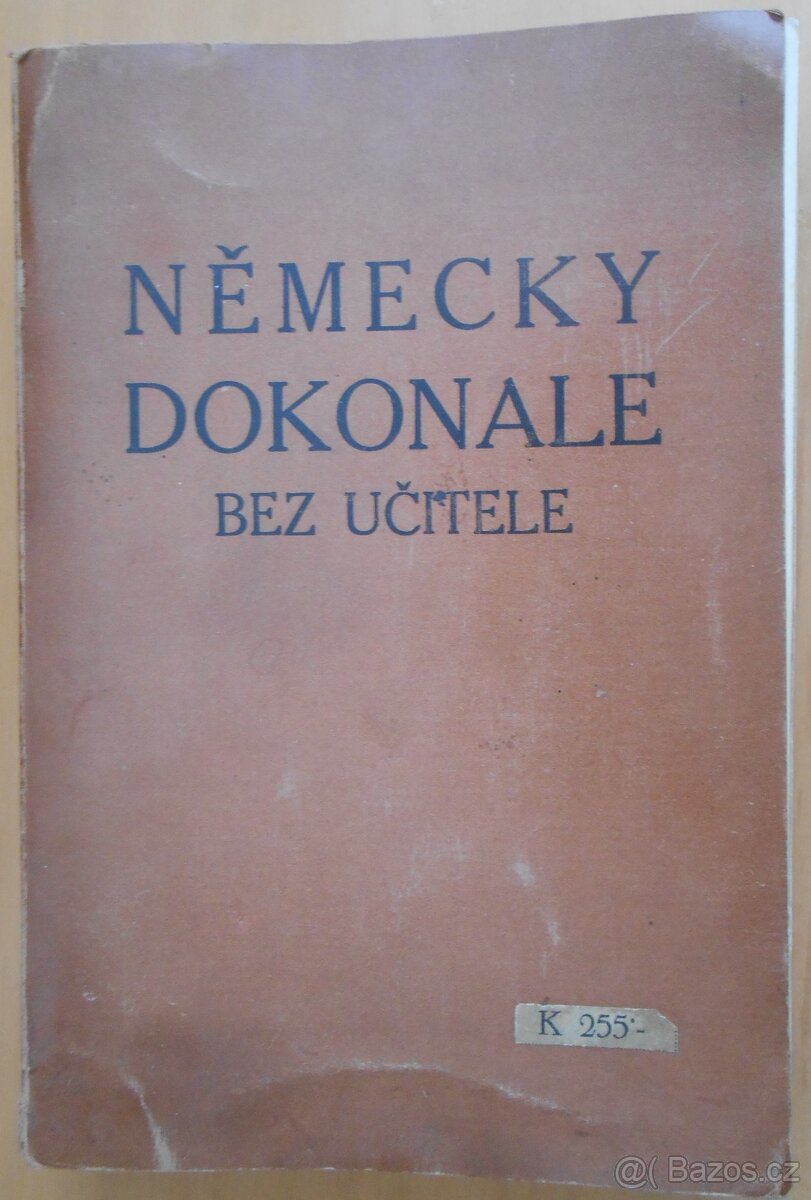 NĚMECKY
DOKONALE
BEZ UČITELE
K 255·-
@( Bazos.cz